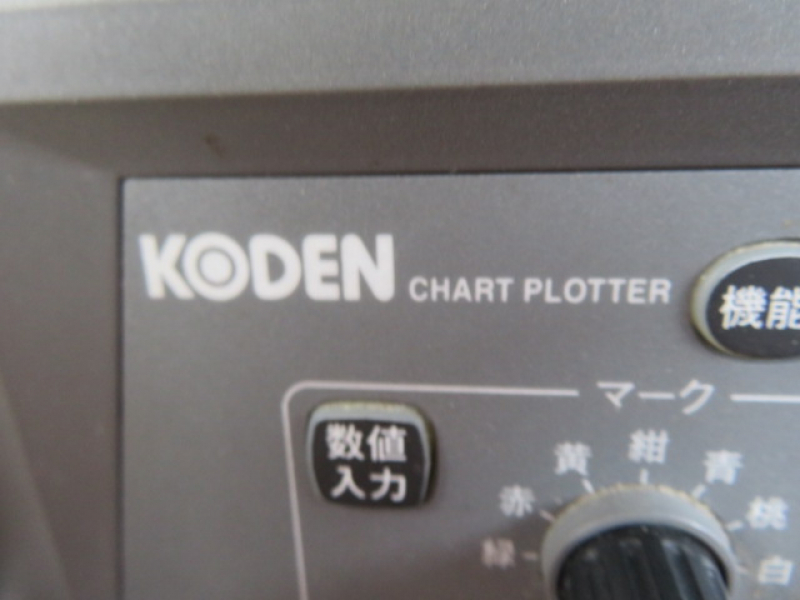 KODEN CHART PLOTTER
機能
マーク
数値
入力
緑 赤 黄 紺 青 桃 白